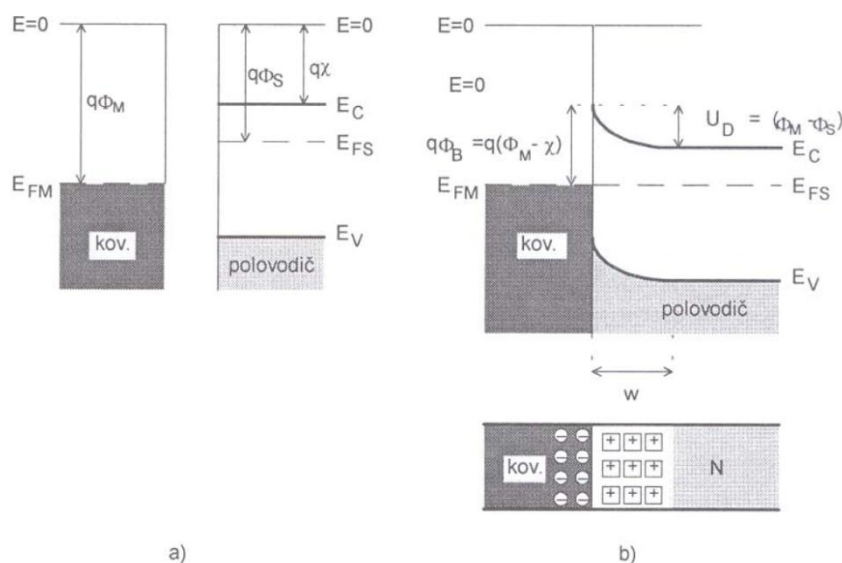 E=0
E=0
E=0
qΦM
qΦS
qχ
EC
EFS
EFM
kov.
EV
polovodič
a)
E=0
qΦB =q(ΦM- χ)
UD = (ΦM-ΦS)
EC
EFM
EFS
kov.
EV
polovodič
w
kov.
− −
+ + +
− −
+ + +
− −
+ + +
− −
N
b)